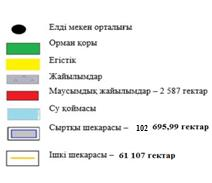 Елді мекен орталығы
Орман қоры
Егістік
Жайылымдар
Маусымдық жайылымдар – 2 587 гектар
Су қоймасы
Сыртқы шекарасы – 102 695,99 гектар
Ішкі шекарасы – 61 107 гектар